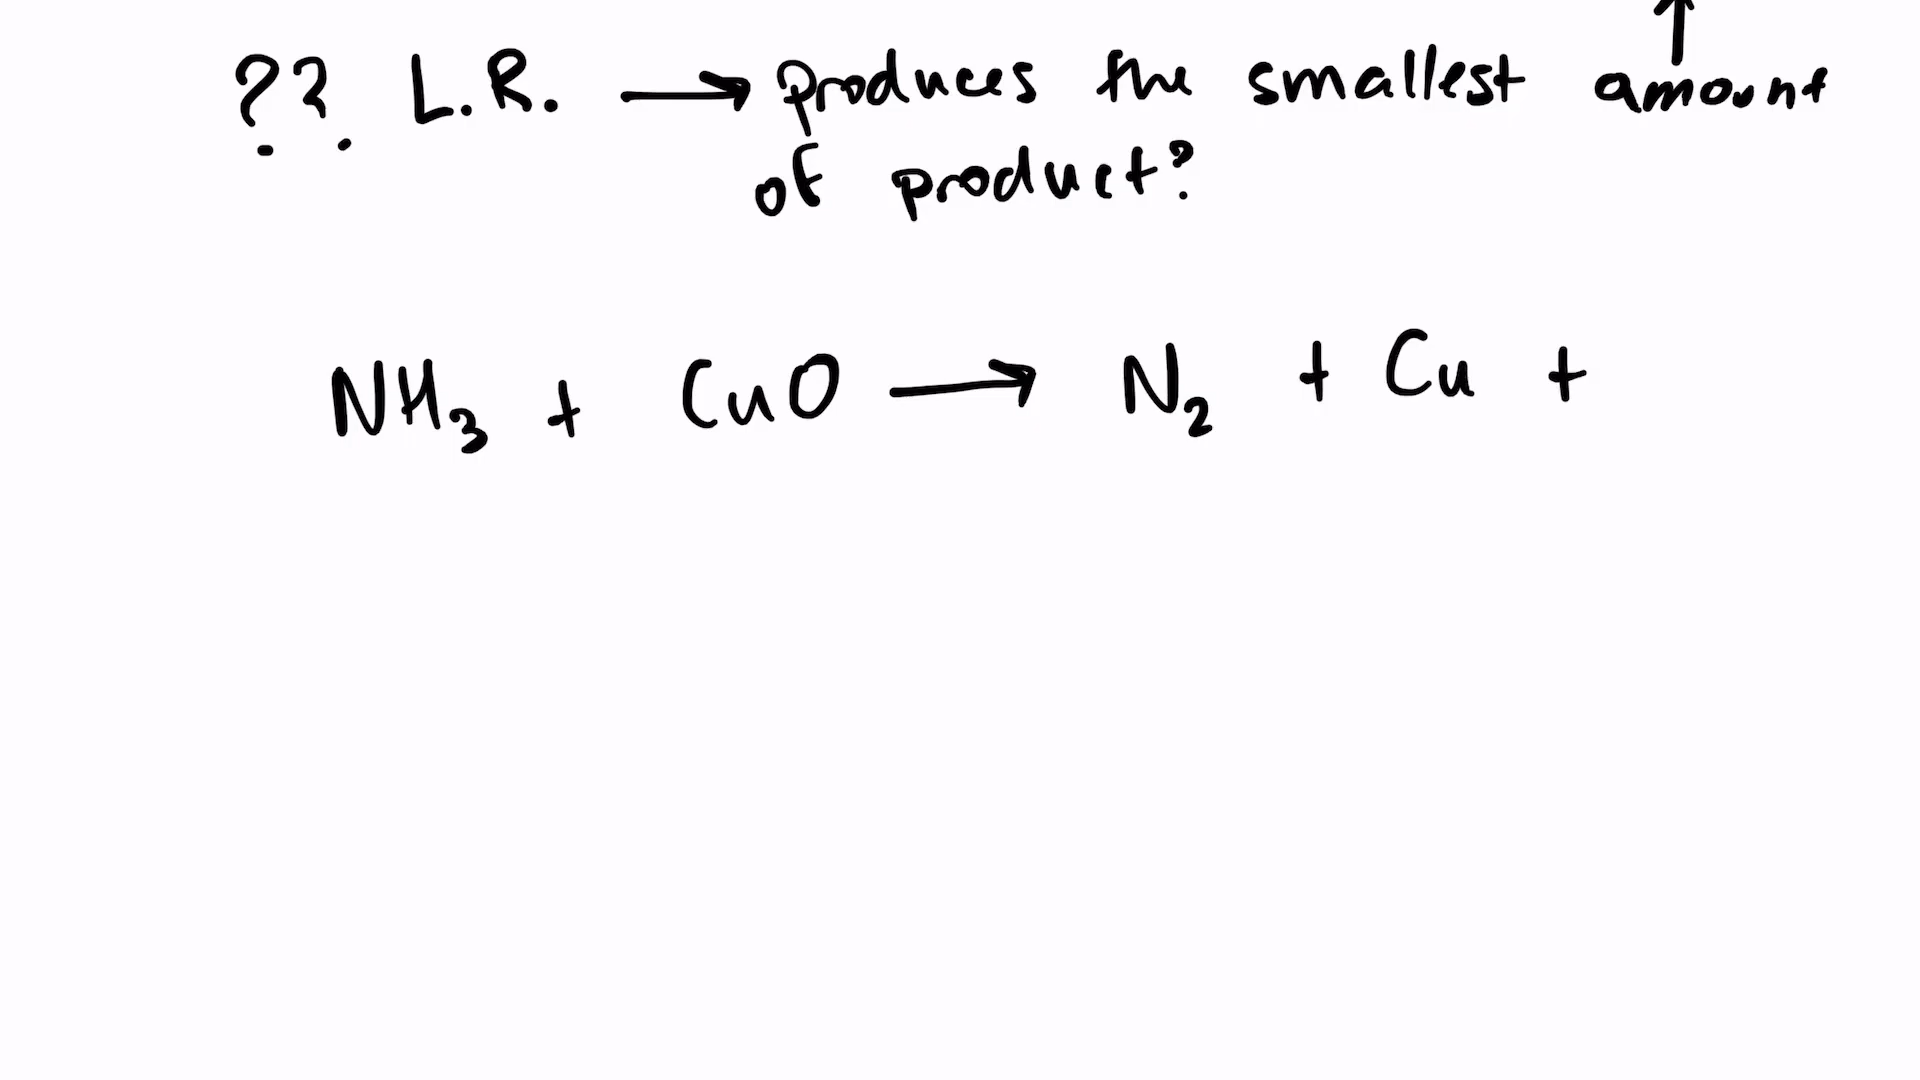 ?? L.R. → produces the smallest amount
of product?
NH₃ + CuO → N₂ + Cu +